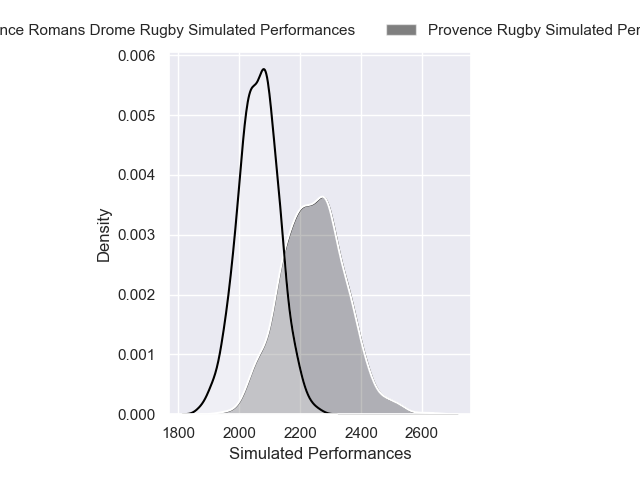 nce Romans Drome Rugby Simulated Performances Provence Rugby Simulated Per
0.006
0.005
0.004
0.003
0.002
0.001
0.000
Density
1800 2000 2200 2400 2600
Simulated Performances